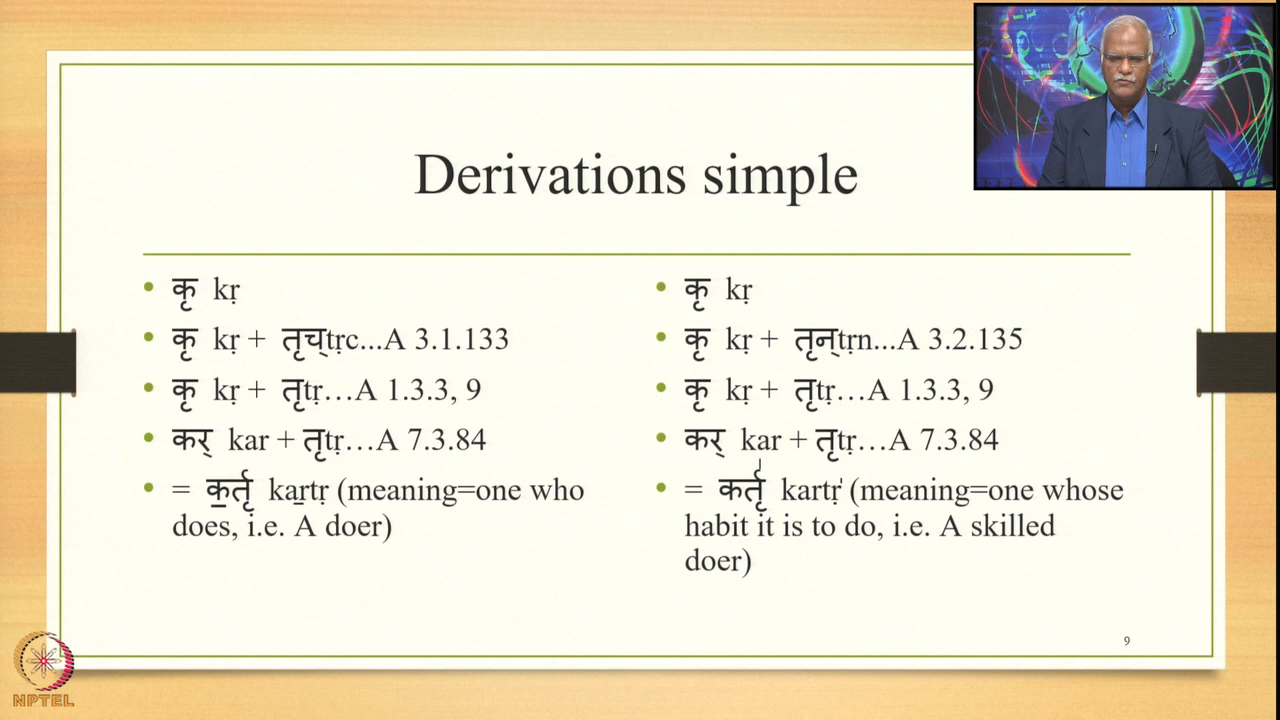 Derivations simple
• कृ kṛ
• कृ kṛ + तृच्tṛc...A 3.1.133
• कृ kṛ + तृtṛ…A 1.3.3, 9
• कर् kar + तृtṛ…A 7.3.84
• = क॒र्तृ ka̱rtṛ (meaning=one who
does, i.e. A doer)
• कृ kṛ
• कृ kṛ + तृन्tṛn...A 3.2.135
• कृ kṛ + तृtṛ…A 1.3.3, 9
• कर् kar + तृtṛ…A 7.3.84
• = कर्तृ॑ kartṛ' (meaning=one whose
habit it is to do, i.e. A skilled
doer)
9
NPTEL